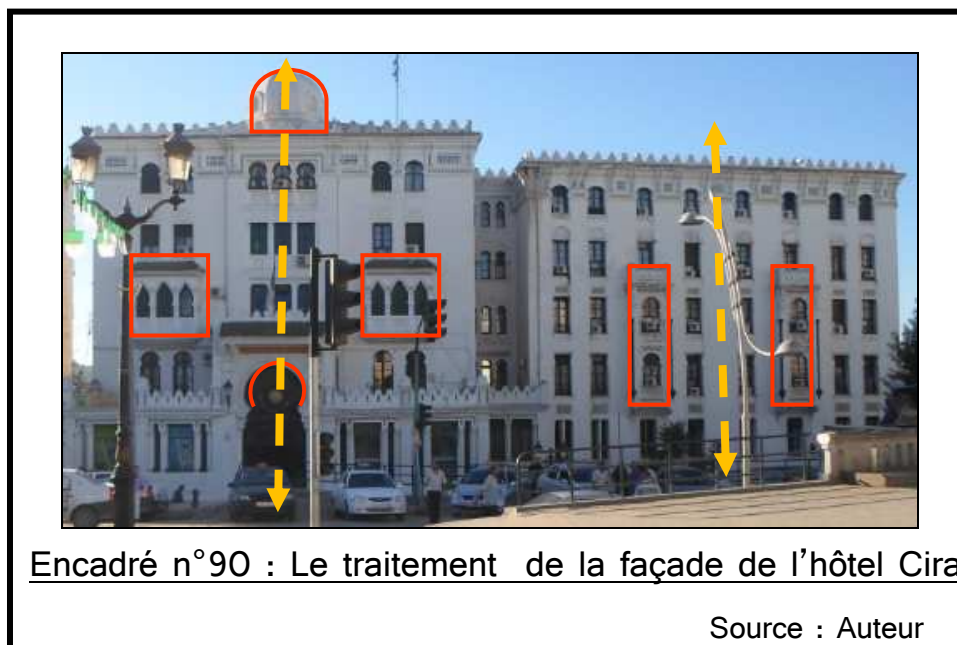 Encadré n°90 : Le traitement de la façade de l’hôtel Cira
Source : Auteur